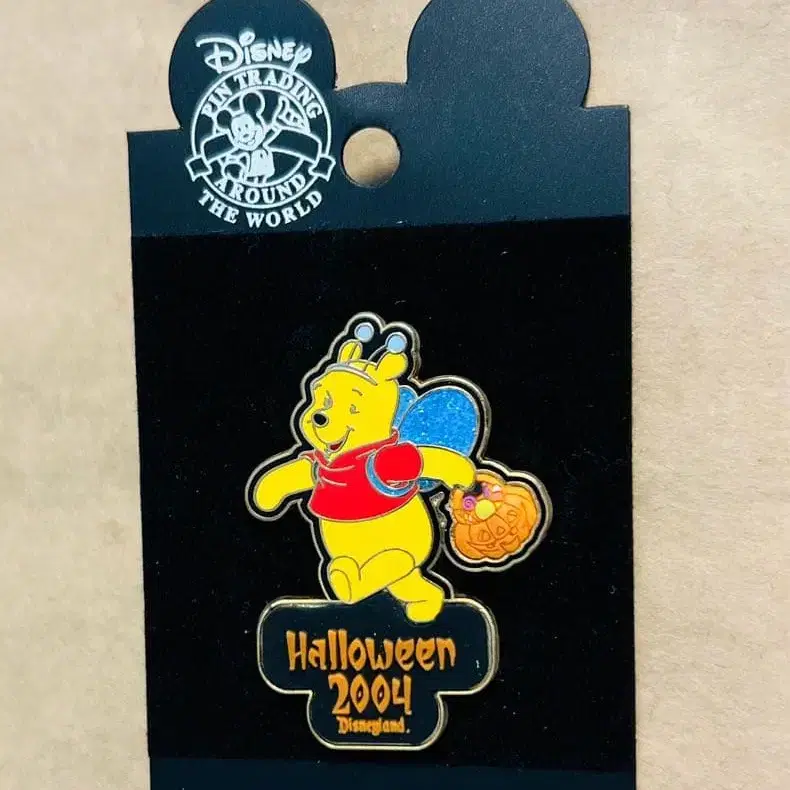 Disney
PIN TRADING
AROUND
THE WORLD
Halloween
2004
Disneyland.